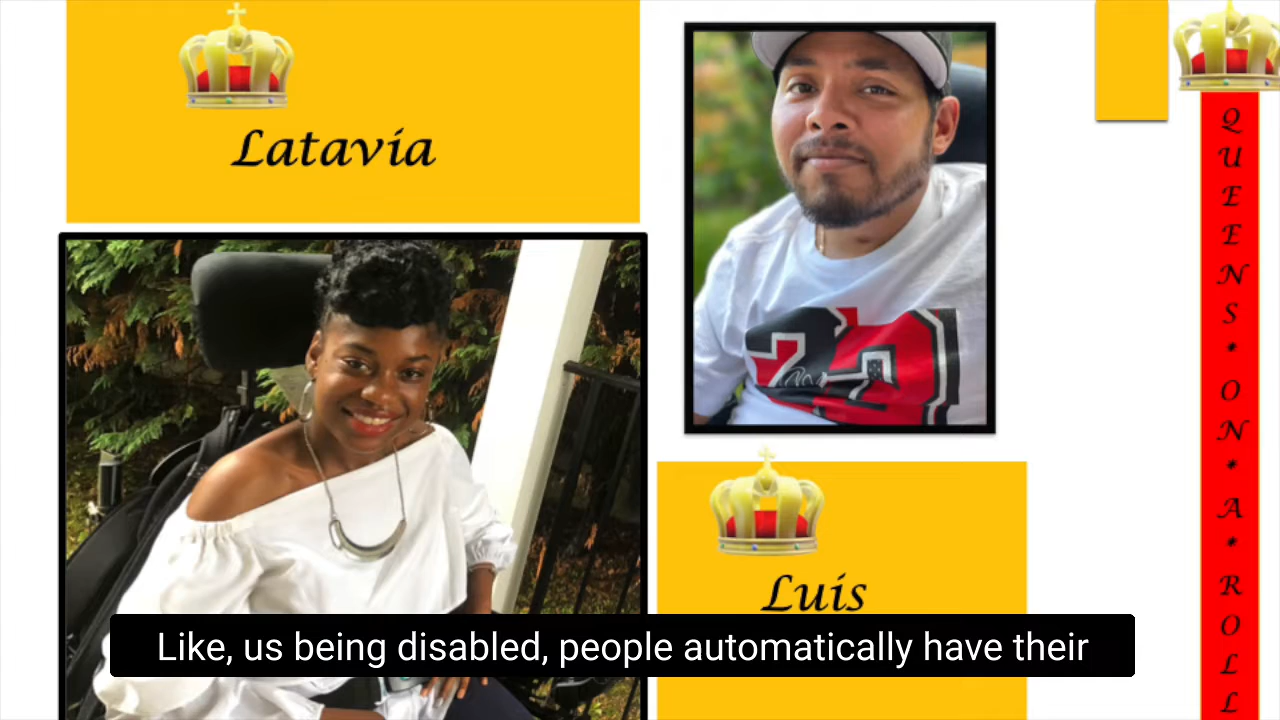 Latavia
Luis
Like, us being disabled, people automatically have their
QUEENS*ON*A*ROLL